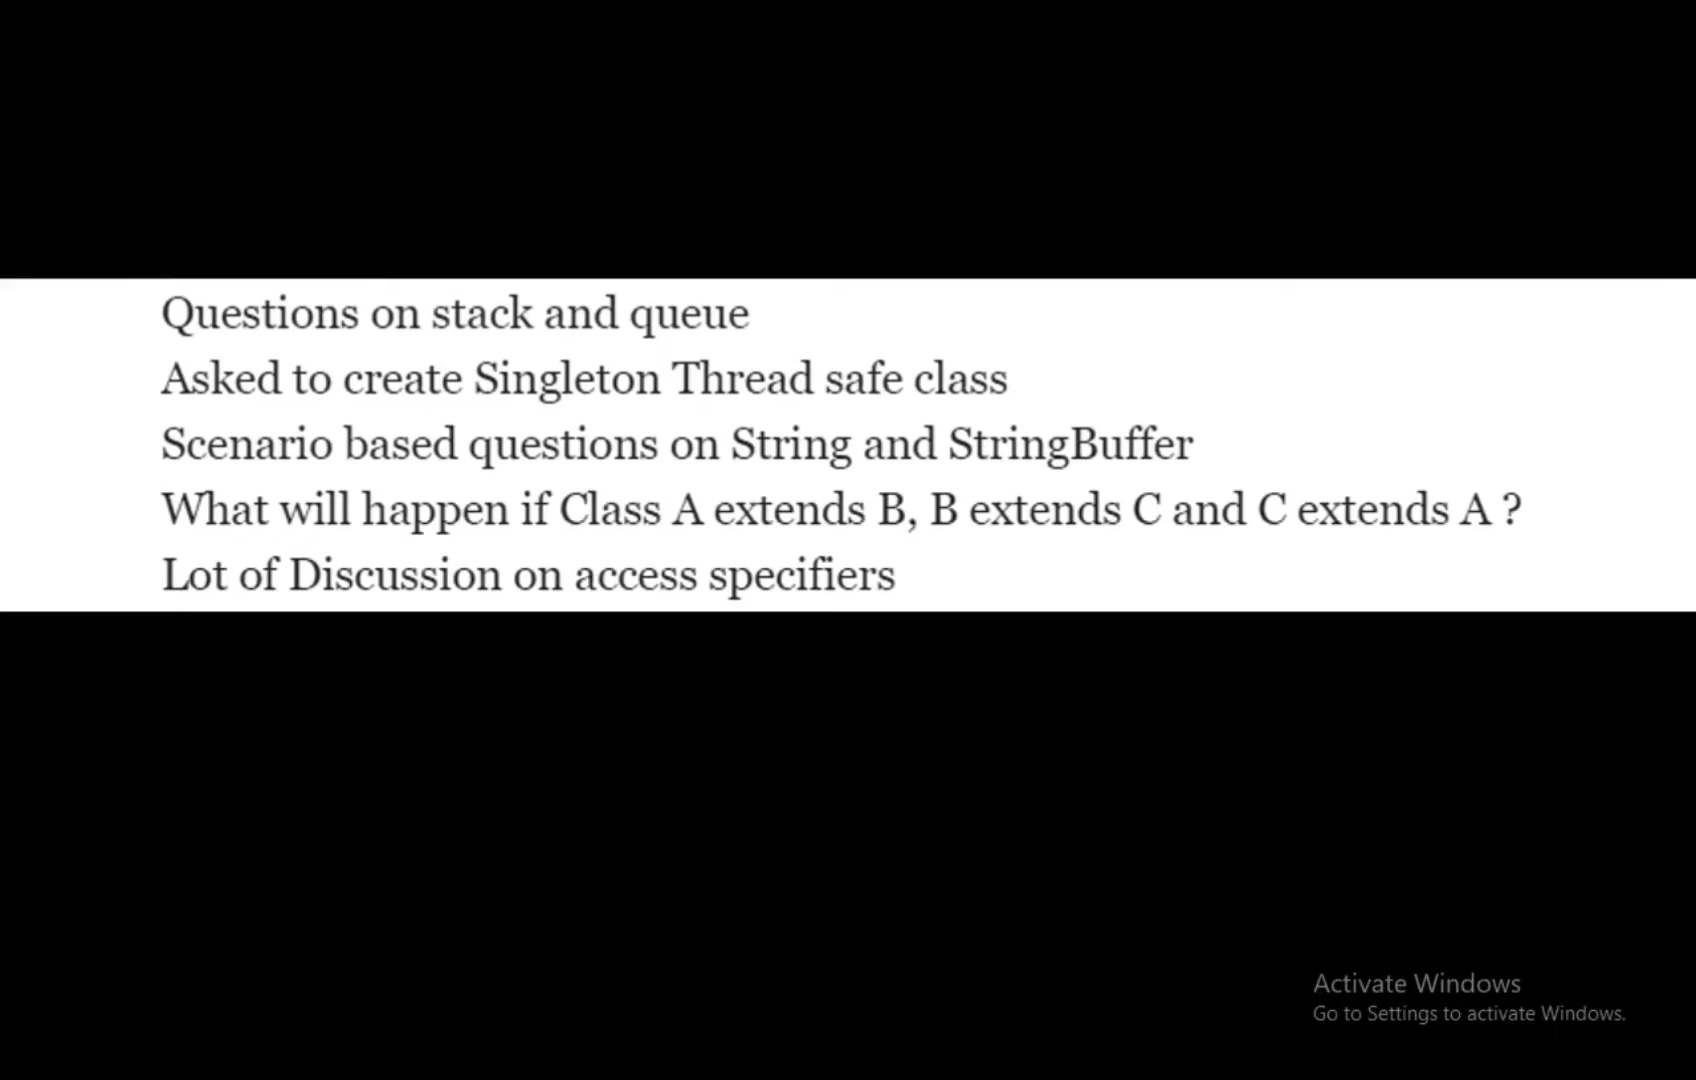 Questions on stack and queue
Asked to create Singleton Thread safe class
Scenario based questions on String and StringBuffer
What will happen if Class A extends B, B extends C and C extends A ?
Lot of Discussion on access specifiers
Activate Windows
Go to Settings to activate Windows.